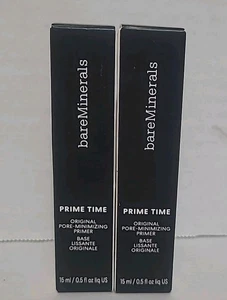 bareMinerals
PRIME TIME
ORIGINAL
PORE-MINIMIZING
PRIMER
BASE
LISSANTE
ORIGINALE
15 ml / 0.5 fl oz liq US
bareMinerals
PRIME TIME
ORIGINAL
PORE-MINIMIZING
PRIMER
BASE
LISSANTE
ORIGINALE
15 ml / 0.5 fl oz liq US